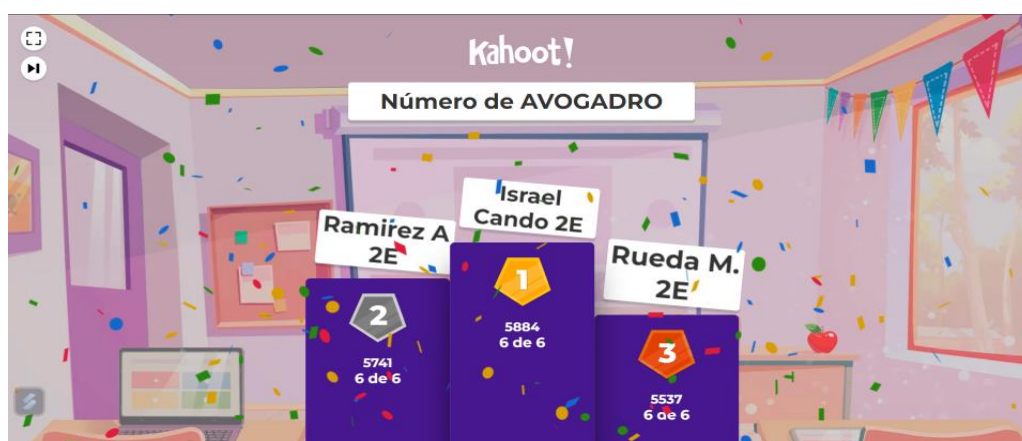 Kahoot!
Número de AVOGADRO
Israel
Cando 2E
Ramirez A
2E
Rueda M.
2E
1
5884
6 de 6
2
5741
6 de 6
3
5537
6 de 6